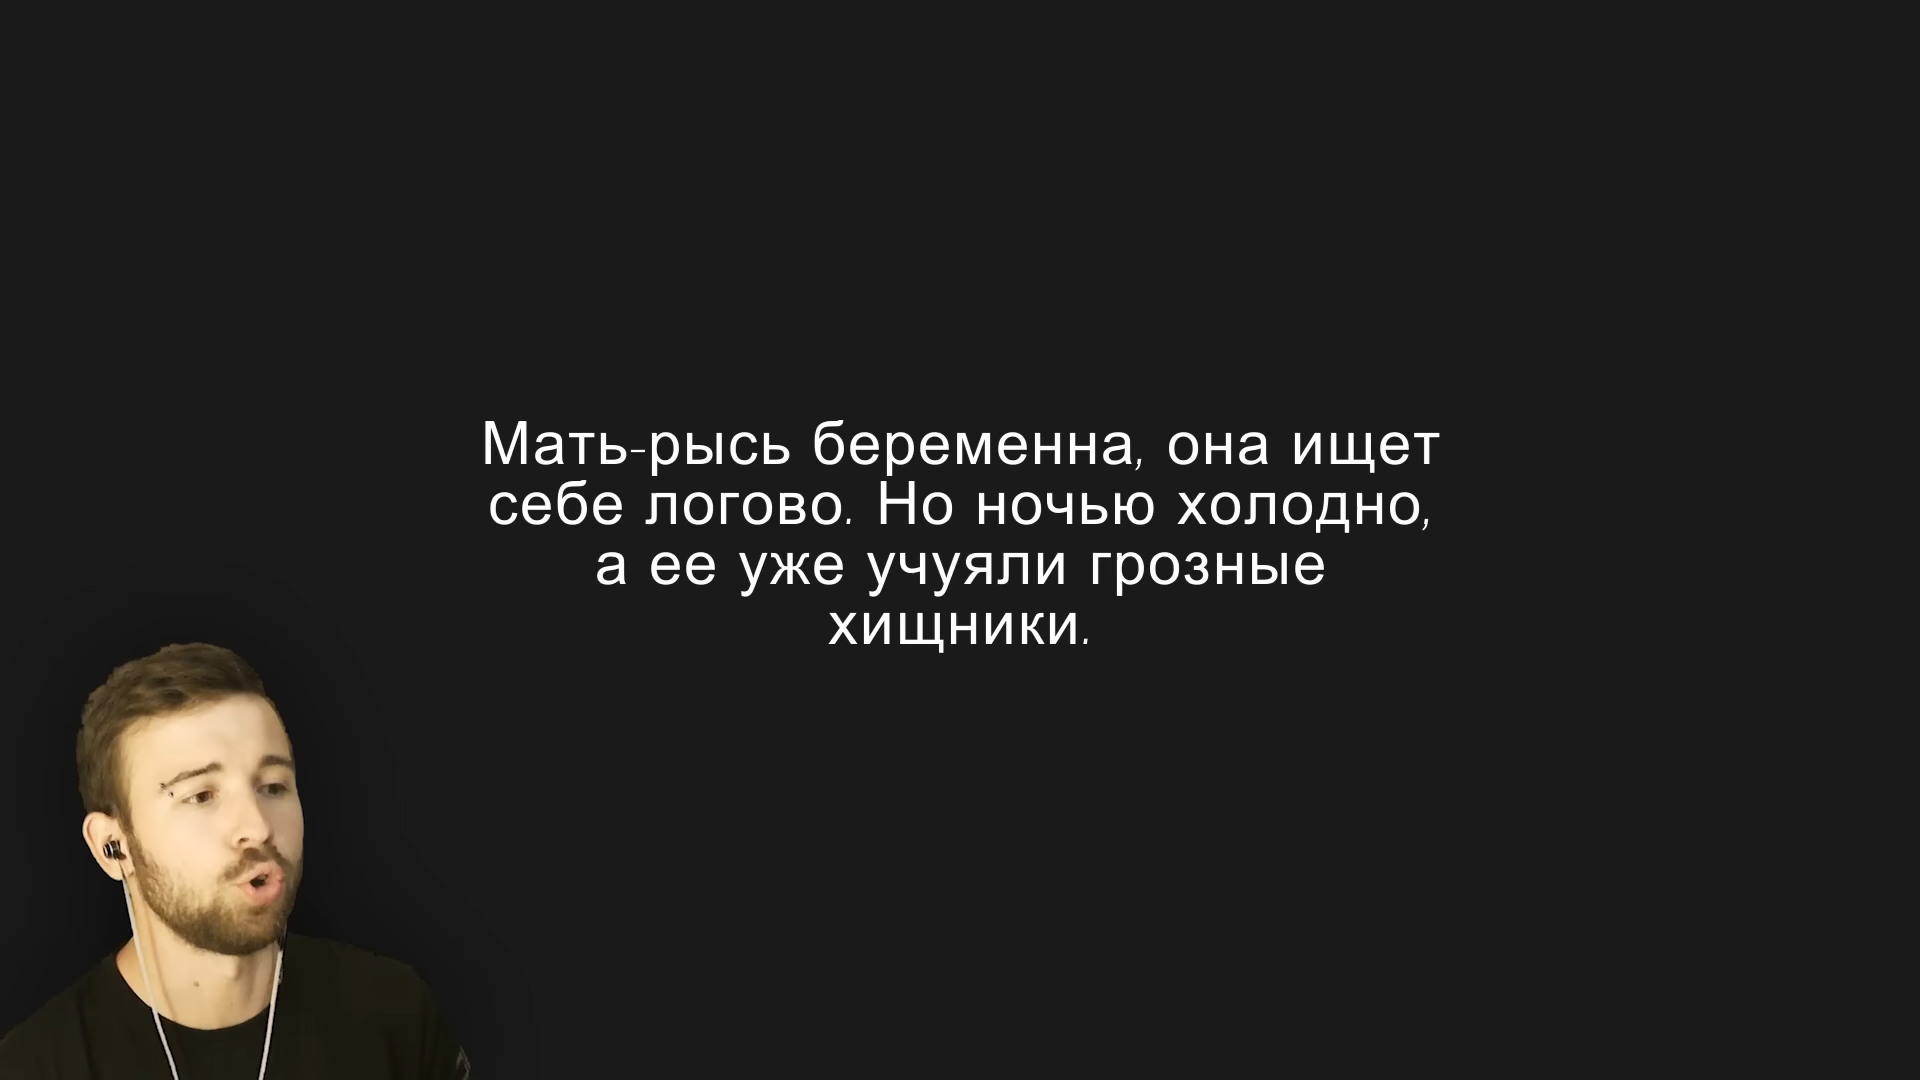 Мать-рысь беременна, она ищет
себе логово. Но ночью холодно,
а ее уже учуяли грозные
хищники.